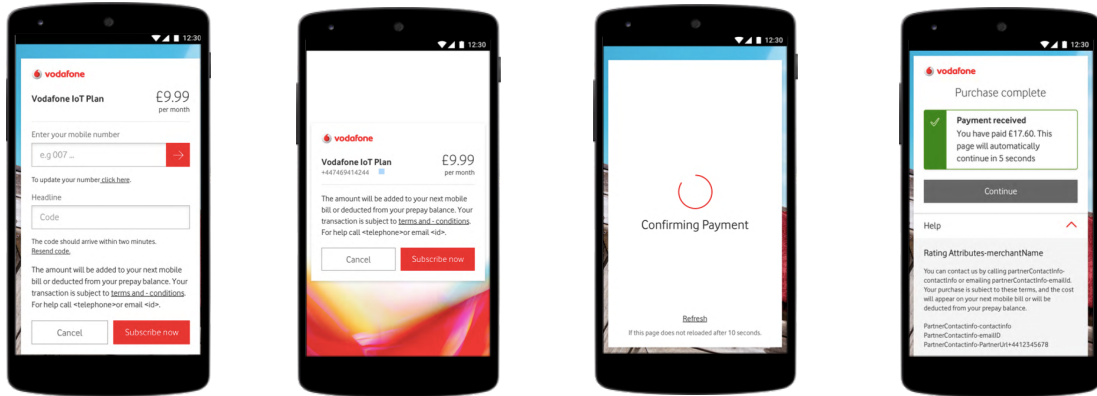 12:30
vodafone
Vodafone IoT Plan
£9.99
per month
Enter your mobile number
e.g 007 ...
To update your number click here.
Headline
Code
The code should arrive within two minutes.
Resend code.
The amount will be added to your next mobile
bill or deducted from your prepay balance. Your
transaction is subject to terms and - conditions.
For help call <telephone>or email <id>.
Cancel
Subscribe now
12:30
vodafone
Vodafone IoT Plan
£9.99
+447469414244
per month
The amount will be added to your next mobile
bill or deducted from your prepay balance. Your
transaction is subject to terms and - conditions.
For help call <telephone>or email <id>.
Cancel
Subscribe now
12:30
Confirming Payment
Refresh
If this page does not reloaded after 10 seconds.
12:30
vodafone
Purchase complete
Payment received
You have paid £17.60. This
page will automatically
continue in 5 seconds
Continue
Help
Rating Attributes-merchantName
You can contact us by calling partnerContactInfo-
contactInfo or emailing partnerContactInfo-emailId.
Your purchase is subject to these terms, and the cost
will appear on your next mobile bill or will be
deducted from your prepay balance.
PartnerContactinfo-contactinfo
PartnerContactinfo-emailID
PartnerContactinfo-PartnerUrl+4412345678